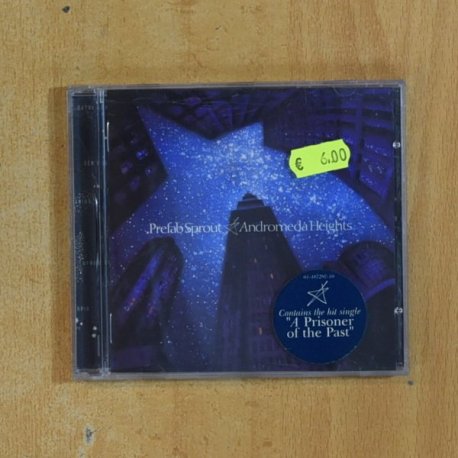 € 6.00
Prefab Sprout Andromeda Heights
Contains the hit single
"A Prisoner
of the Past"